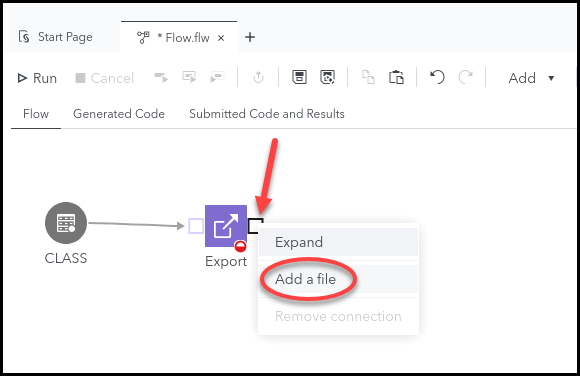 Start Page
* Flow.flw
Run Cancel Add
Flow Generated Code Submitted Code and Results
CLASS
Export
Expand
Add a file
Remove connection